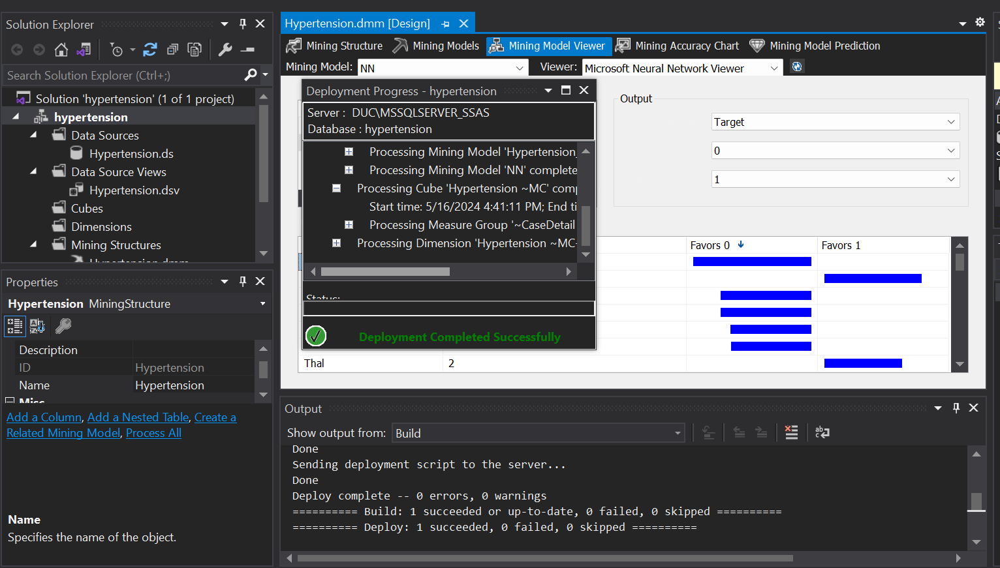 Solution Explorer
Search Solution Explorer (Ctrl+;)
Solution 'hypertension' (1 of 1 project)
hypertension
Data Sources
Hypertension.ds
Data Source Views
Hypertension.dsv
Cubes
Dimensions
Mining Structures
Hypertension.dmm
Properties
Hypertension MiningStructure
Description
ID Hypertension
Name Hypertension
Misc
Add a Column, Add a Nested Table, Create a
Related Mining Model, Process All
Name
Specifies the name of the object.
Hypertension.dmm [Design]
Mining Structure Mining Models Mining Model Viewer Mining Accuracy Chart Mining Model Prediction
Mining Model: NN Viewer: Microsoft Neural Network Viewer
Deployment Progress - hypertension
Server : DUC\MSSQLSERVER_SSAS
Database : hypertension
Processing Mining Model 'Hypertension_
Processing Mining Model 'NN' complete
Processing Cube 'Hypertension ~MC' comp
Start time: 5/16/2024 4:41:11 PM; End ti
Processing Measure Group '~CaseDetail
Processing Dimension 'Hypertension ~MC-
Status:
Deployment Completed Successfully
Output
Target
0
1
Favors 0 Favors 1
Thal 2
Output
Show output from: Build
Done
Sending deployment script to the server...
Done
Deploy complete -- 0 errors, 0 warnings
========== Build: 1 succeeded or up-to-date, 0 failed, 0 skipped ==========
========== Deploy: 1 succeeded, 0 failed, 0 skipped ==========